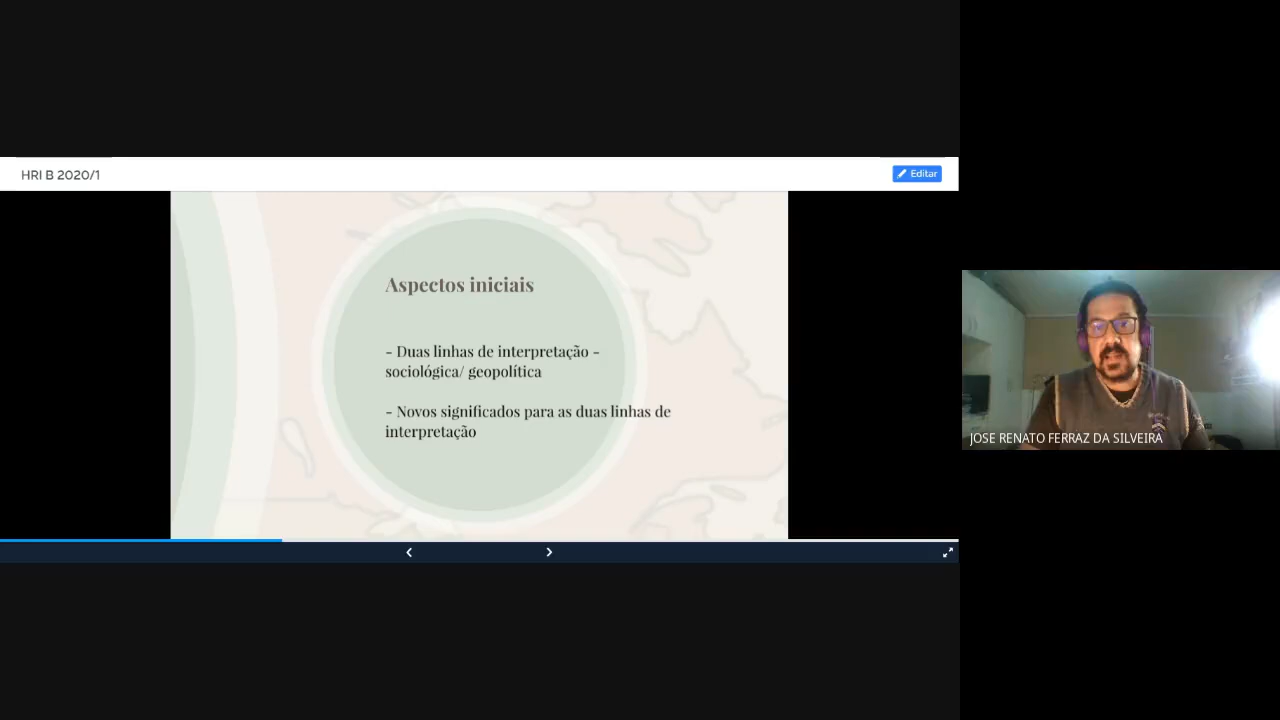 HRI B 2020/1
Editar
Aspectos iniciais
- Duas linhas de interpretação -
sociológica/ geopolítica
- Novos significados para as duas linhas de
interpretação
JOSE RENATO FERRAZ DA SILVEIRA